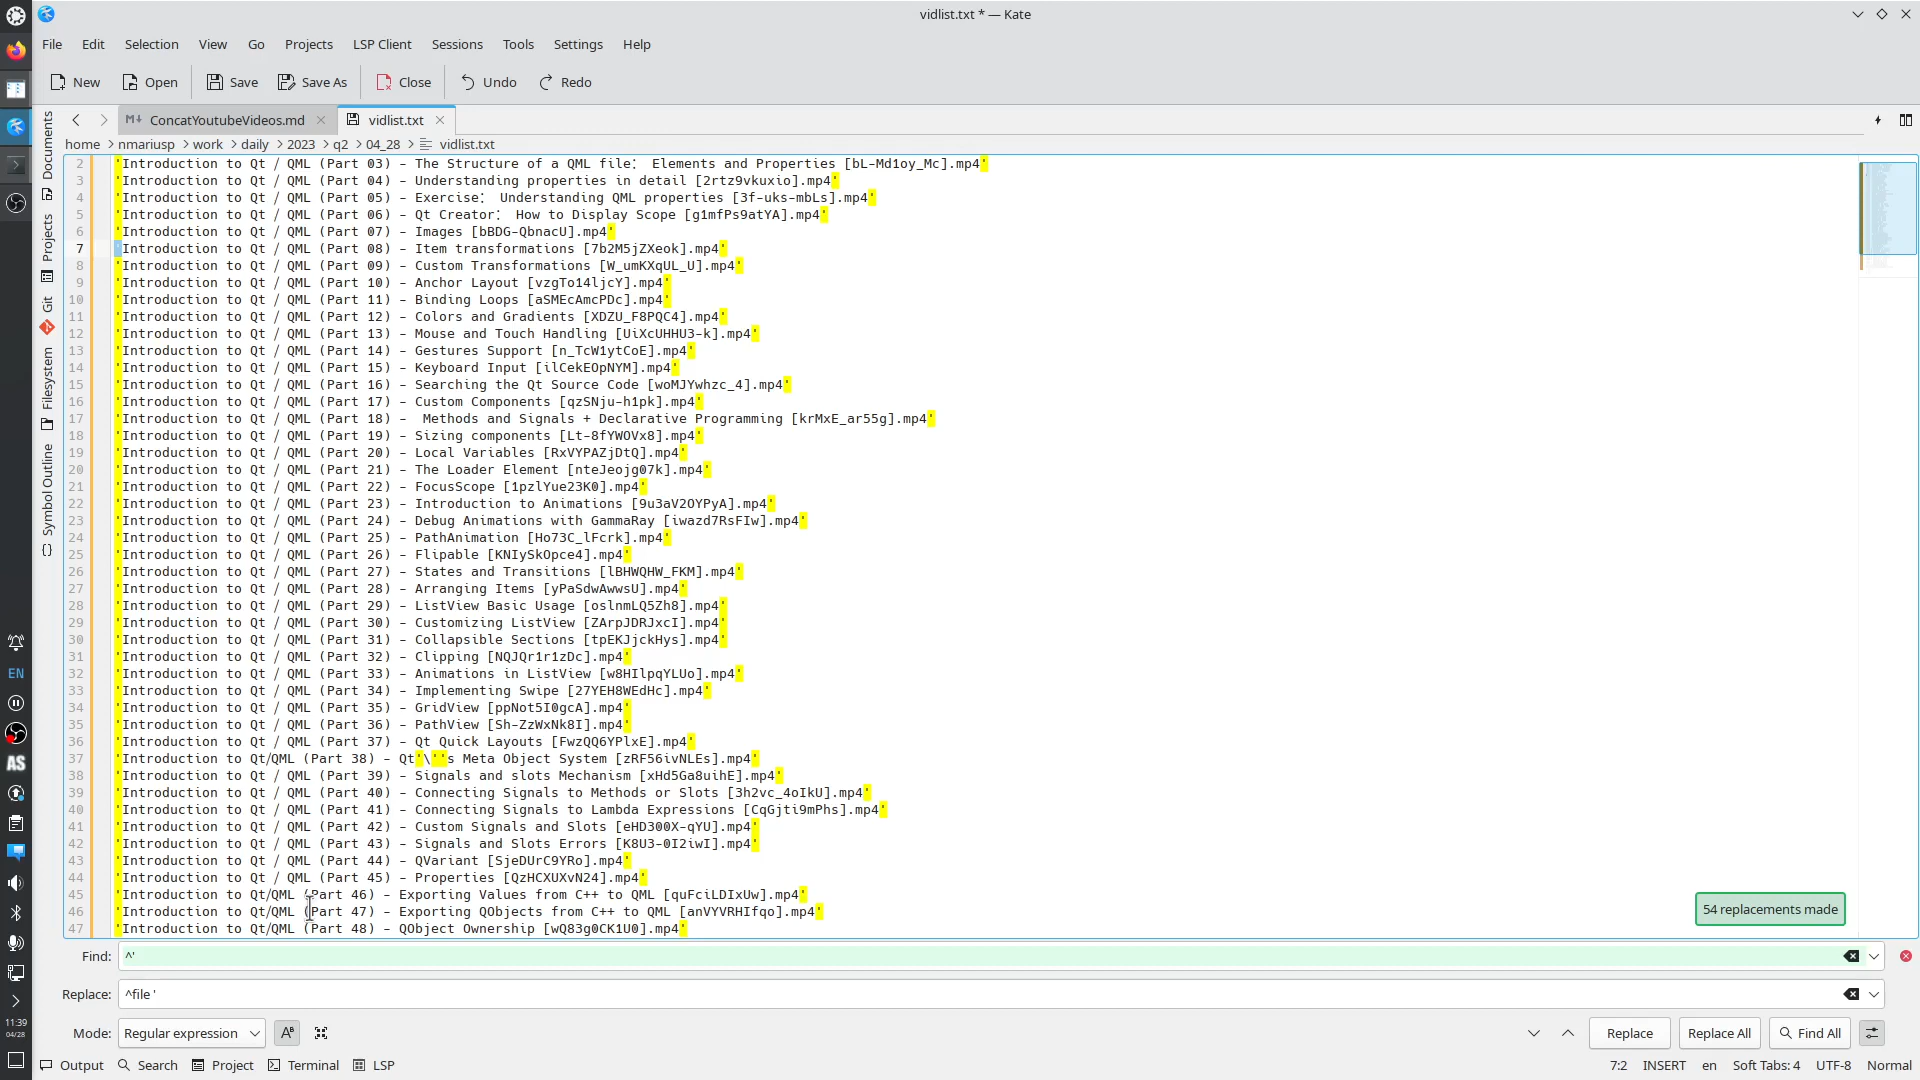 vidlist.txt * — Kate
File Edit Selection View Go Projects LSP Client Sessions Tools Settings Help
New Open Save Save As Close Undo Redo
ConcatYoutubeVideos.md vidlist.txt
home > nmariusp > work > daily > 2023 > q2 > 04_28 > vidlist.txt
Documents
Projects
Git
Filesystem
Symbol Outline
2 'Introduction to Qt / QML (Part 03) - The Structure of a QML file： Elements and Properties [bL-Md1oy_Mc].mp4'
3 'Introduction to Qt / QML (Part 04) - Understanding properties in detail [2rtz9vkuxio].mp4'
4 'Introduction to Qt / QML (Part 05) - Exercise： Understanding QML properties [3f-uks-mbLs].mp4'
5 'Introduction to Qt / QML (Part 06) - Qt Creator： How to Display Scope [g1mfPs9atYA].mp4'
6 'Introduction to Qt / QML (Part 07) - Images [bBDG-QbnacU].mp4'
7 'Introduction to Qt / QML (Part 08) - Item transformations [7b2M5jZXeok].mp4'
8 'Introduction to Qt / QML (Part 09) - Custom Transformations [W_umKXqUL_U].mp4'
9 'Introduction to Qt / QML (Part 10) - Anchor Layout [vzgTo14ljcY].mp4'
10 'Introduction to Qt / QML (Part 11) - Binding Loops [aSMEcAmcPDc].mp4'
11 'Introduction to Qt / QML (Part 12) - Colors and Gradients [XDZU_F8PQC4].mp4'
12 'Introduction to Qt / QML (Part 13) - Mouse and Touch Handling [UiXcUHHU3-k].mp4'
13 'Introduction to Qt / QML (Part 14) - Gestures Support [n_TcW1ytCoE].mp4'
14 'Introduction to Qt / QML (Part 15) - Keyboard Input [ilCekEOpNYM].mp4'
15 'Introduction to Qt / QML (Part 16) - Searching the Qt Source Code [woMJYwhzc_4].mp4'
16 'Introduction to Qt / QML (Part 17) - Custom Components [qzSNju-h1pk].mp4'
17 'Introduction to Qt / QML (Part 18) -  Methods and Signals + Declarative Programming [krMxE_ar55g].mp4'
18 'Introduction to Qt / QML (Part 19) - Sizing components [Lt-8fYWOVx8].mp4'
19 'Introduction to Qt / QML (Part 20) - Local Variables [RxVYPAZjDtQ].mp4'
20 'Introduction to Qt / QML (Part 21) - The Loader Element [nteJeojg07k].mp4'
21 'Introduction to Qt / QML (Part 22) - FocusScope [1pzlYue23K0].mp4'
22 'Introduction to Qt / QML (Part 23) - Introduction to Animations [9u3aV2OYPyA].mp4'
23 'Introduction to Qt / QML (Part 24) - Debug Animations with GammaRay [iwazd7RsFIw].mp4'
24 'Introduction to Qt / QML (Part 25) - PathAnimation [Ho73C_lFcrk].mp4'
25 'Introduction to Qt / QML (Part 26) - Flipable [KNIySkOpce4].mp4'
26 'Introduction to Qt / QML (Part 27) - States and Transitions [lBHWQHW_FKM].mp4'
27 'Introduction to Qt / QML (Part 28) - Arranging Items [yPaSdwAwwsU].mp4'
28 'Introduction to Qt / QML (Part 29) - ListView Basic Usage [oslnmLQ5Zh8].mp4'
29 'Introduction to Qt / QML (Part 30) - Customizing ListView [ZArpJDRJxcI].mp4'
30 'Introduction to Qt / QML (Part 31) - Collapsible Sections [tpEKJjckHys].mp4'
31 'Introduction to Qt / QML (Part 32) - Clipping [NQJQr1r1zDc].mp4'
32 'Introduction to Qt / QML (Part 33) - Animations in ListView [w8HIlpqYLUo].mp4'
33 'Introduction to Qt / QML (Part 34) - Implementing Swipe [27YEH8WEdHc].mp4'
34 'Introduction to Qt / QML (Part 35) - GridView [ppNot5I0gcA].mp4'
35 'Introduction to Qt / QML (Part 36) - PathView [Sh-ZzWxNk8I].mp4'
36 'Introduction to Qt / QML (Part 37) - Qt Quick Layouts [FwzQQ6YPlxE].mp4'
37 'Introduction to Qt/QML (Part 38) - Qt'\''s Meta Object System [zRF56ivNLEs].mp4'
38 'Introduction to Qt / QML (Part 39) - Signals and slots Mechanism [xHd5Ga8uihE].mp4'
39 'Introduction to Qt / QML (Part 40) - Connecting Signals to Methods or Slots [3h2vc_4oIkU].mp4'
40 'Introduction to Qt / QML (Part 41) - Connecting Signals to Lambda Expressions [CqGjti9mPhs].mp4'
41 'Introduction to Qt / QML (Part 42) - Custom Signals and Slots [eHD300X-qYU].mp4'
42 'Introduction to Qt / QML (Part 43) - Signals and Slots Errors [K8U3-0I2iwI].mp4'
43 'Introduction to Qt / QML (Part 44) - QVariant [SjeDUrC9YRo].mp4'
44 'Introduction to Qt / QML (Part 45) - Properties [QzHCXUXvN24].mp4'
45 'Introduction to Qt/QML (Part 46) - Exporting Values from C++ to QML [quFciLDIxUw].mp4'
46 'Introduction to Qt/QML (Part 47) - Exporting QObjects from C++ to QML [anVYVRHIfqo].mp4'
47 'Introduction to Qt/QML (Part 48) - QObject Ownership [wQ83g0CK1U0].mp4'
54 replacements made
Find: ^'
Replace: ^file '
Mode: Regular expression Replace Replace All Find All
Output Search Project Terminal LSP 7:2 INSERT en Soft Tabs: 4 UTF-8 Normal
EN
AS
11:39
04/28